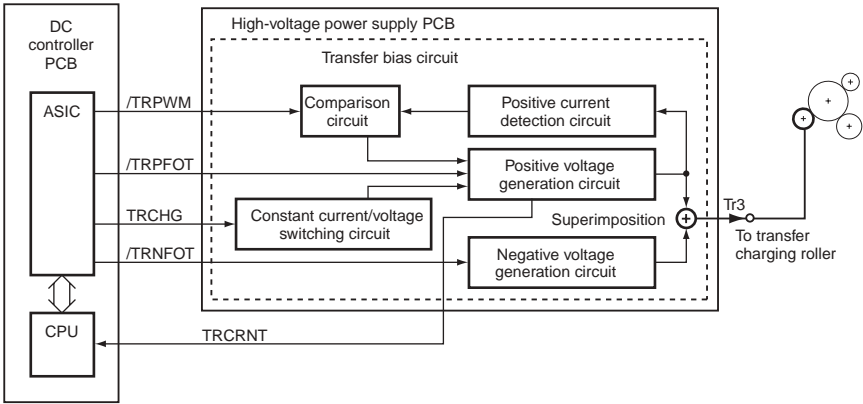 DC
controller
PCB
High-voltage power supply PCB
Transfer bias circuit
ASIC
/TRPWM
Comparison
circuit
Positive current
detection circuit
/TRPFOT
Positive voltage
generation circuit
TRCHG
Constant current/voltage
switching circuit
Superimposition
Tr3
To transfer
charging roller
/TRNFOT
Negative voltage
generation circuit
CPU
TRCRNT